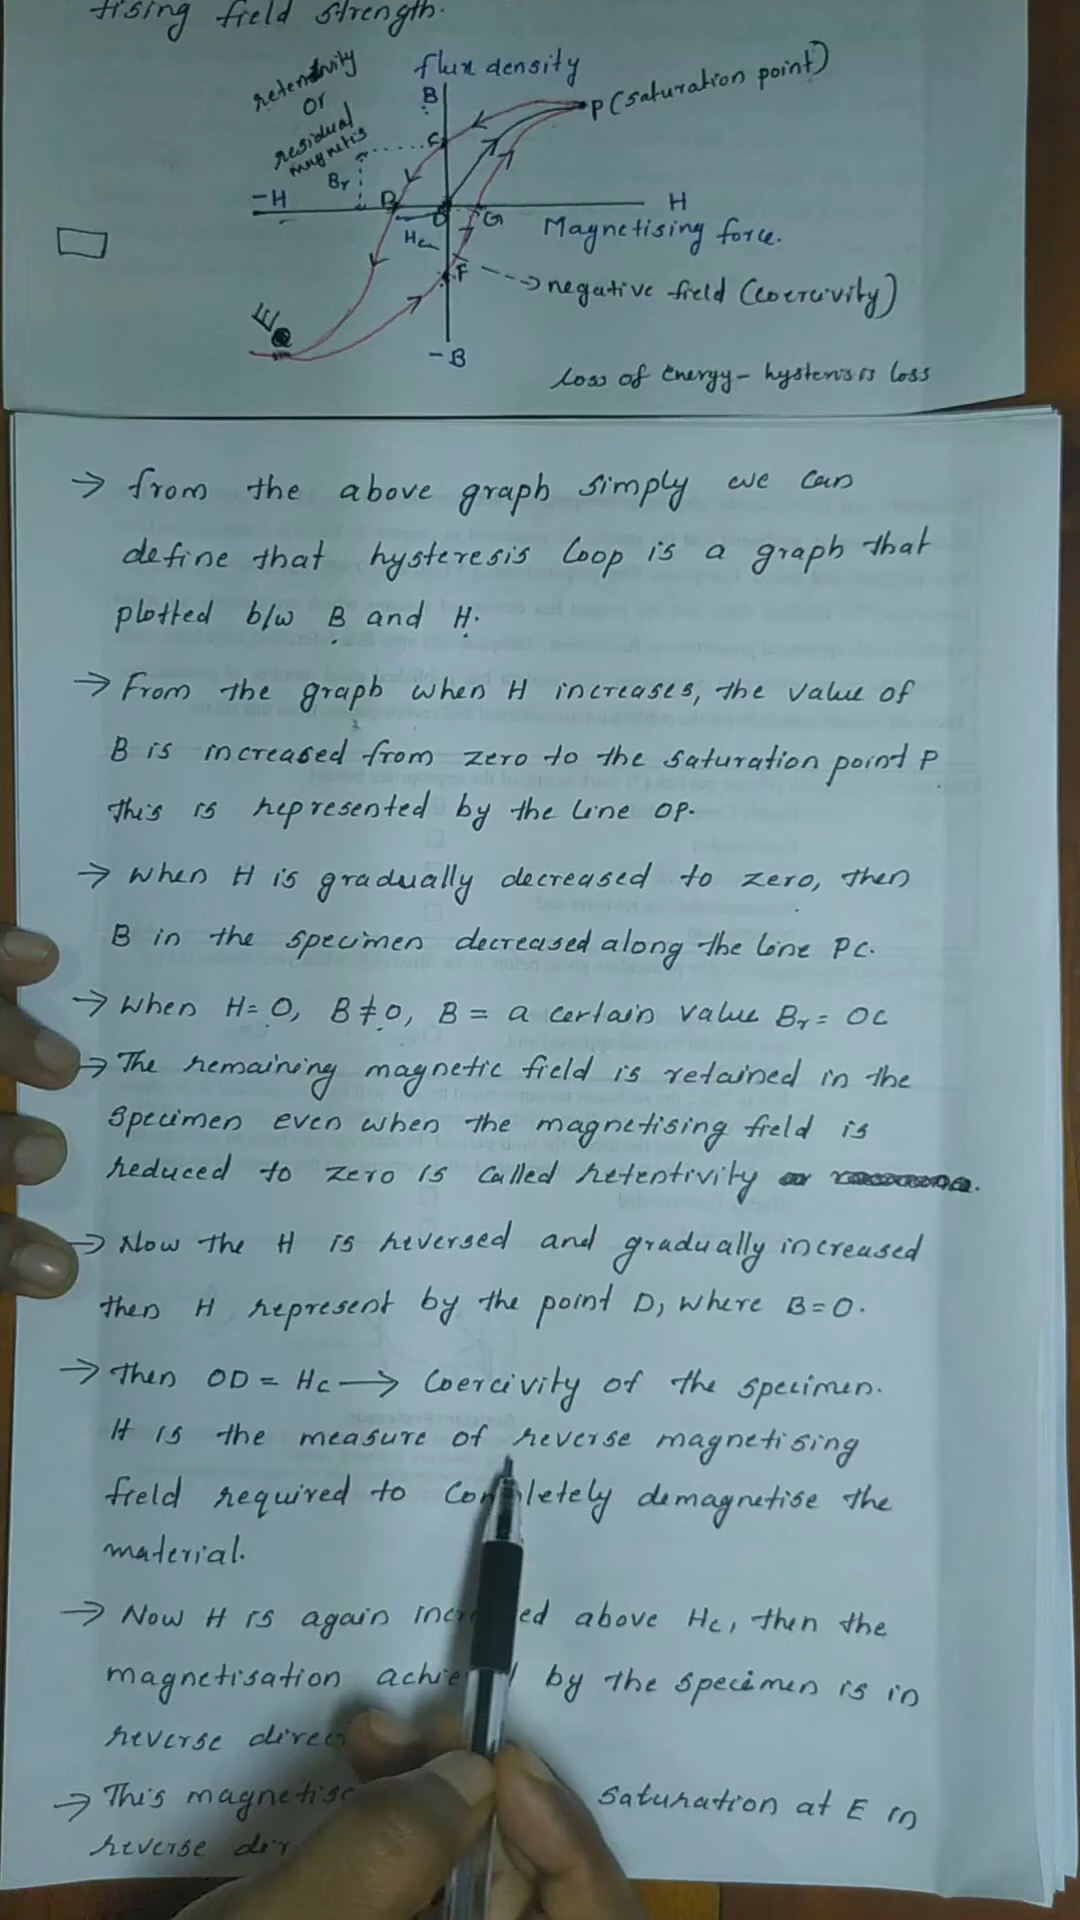 tising field strength.
retentivity
or
residual
magnetis
flux density
B
P (saturation point)
C
Br
-H
D
O
G
H
Hc
Magnetising force.
F
negative field (coercivity)
E
-B
loss of energy - hysterisis loss
→ from the above graph simply we can
define that hysteresis loop is a graph that
plotted b/w B and H.
→ From the graph when H increases, the value of
B is increased from zero to the saturation point P
this is represented by the line OP.
→ when H is gradually decreased to zero, then
B in the specimen decreased along the line PC.
→ when H = 0, B ≠ 0, B = a certain value Br = OC
→ The remaining magnetic field is retained in the
specimen even when the magnetising field is
reduced to zero is called retentivity
→ Now the H is reversed and gradually increased
then H represent by the point D, where B = 0.
→ Then OD = Hc → Coercivity of the specimen.
It is the measure of reverse magnetising
field required to completely demagnetise the
material.
→ Now H is again ed above Hc, then the
magnetisation by the specimen is in
reverse
→ This saturation at E in
reverse